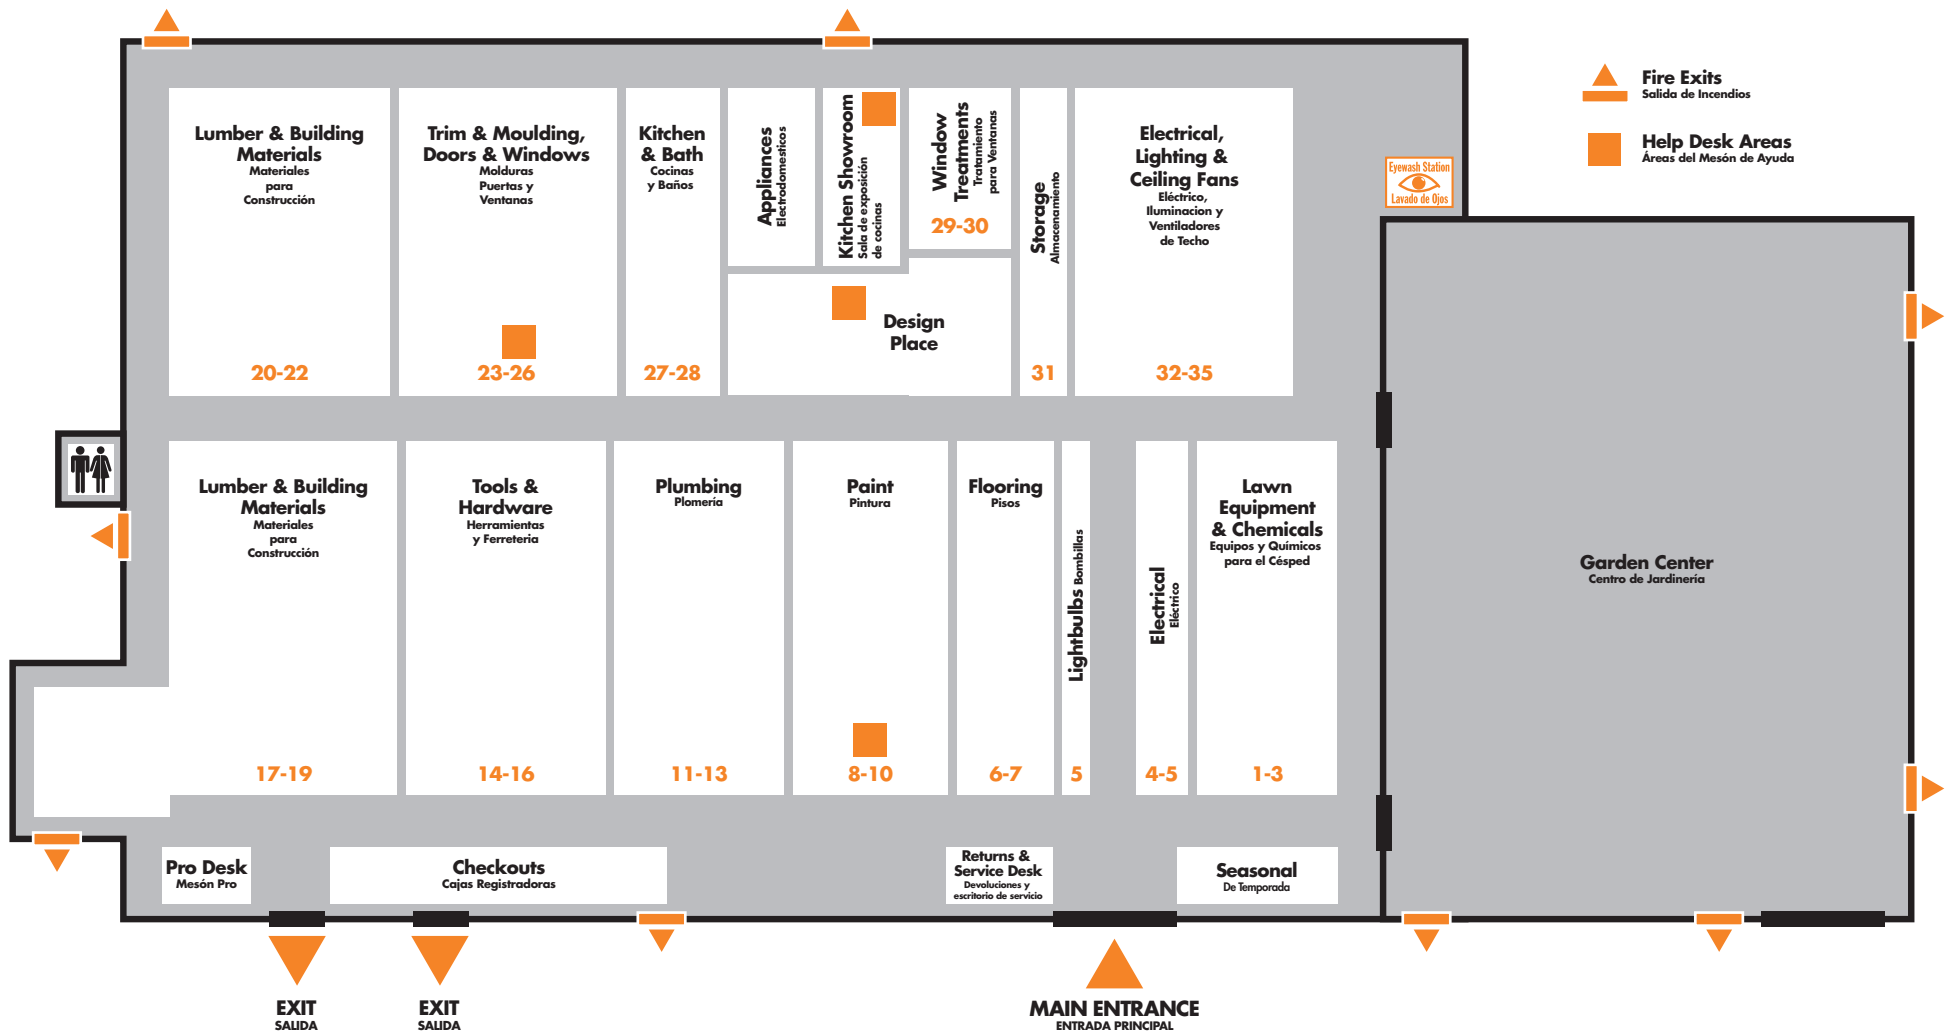 Fire Exits
Salida de Incendios
Help Desk Areas
Áreas del Mesón de Ayuda
Eyewash Station
Lavado de Ojos
Lumber & Building
Materials
Materiales
para
Construcción
20-22
Trim & Moulding,
Doors & Windows
Molduras
Puertas y
Ventanas
23-26
Kitchen
& Bath
Cocinas
y Baños
27-28
Appliances
Electrodomesticos
Kitchen Showroom
Sala de exposición
de cocinas
Window
Treatments
Tratamiento
para Ventanas
29-30
Design
Place
Storage
Almacenamiento
31
Electrical,
Lighting &
Ceiling Fans
Eléctrico,
Iluminacion y
Ventiladores
de Techo
32-35
Lumber & Building
Materials
Materiales
para
Construcción
17-19
Tools &
Hardware
Herramientas
y Ferreteria
14-16
Plumbing
Plomería
11-13
Paint
Pintura
8-10
Flooring
Pisos
6-7
Lightbulbs Bombillas
5
Electrical
Eléctrico
4-5
Lawn
Equipment
& Chemicals
Equipos y Químicos
para el Césped
1-3
Garden Center
Centro de Jardinería
Pro Desk
Mesón Pro
Checkouts
Cajas Registradoras
Returns &
Service Desk
Devoluciones y
escritorio de servicio
Seasonal
De Temporada
EXIT
SALIDA
EXIT
SALIDA
MAIN ENTRANCE
ENTRADA PRINCIPAL